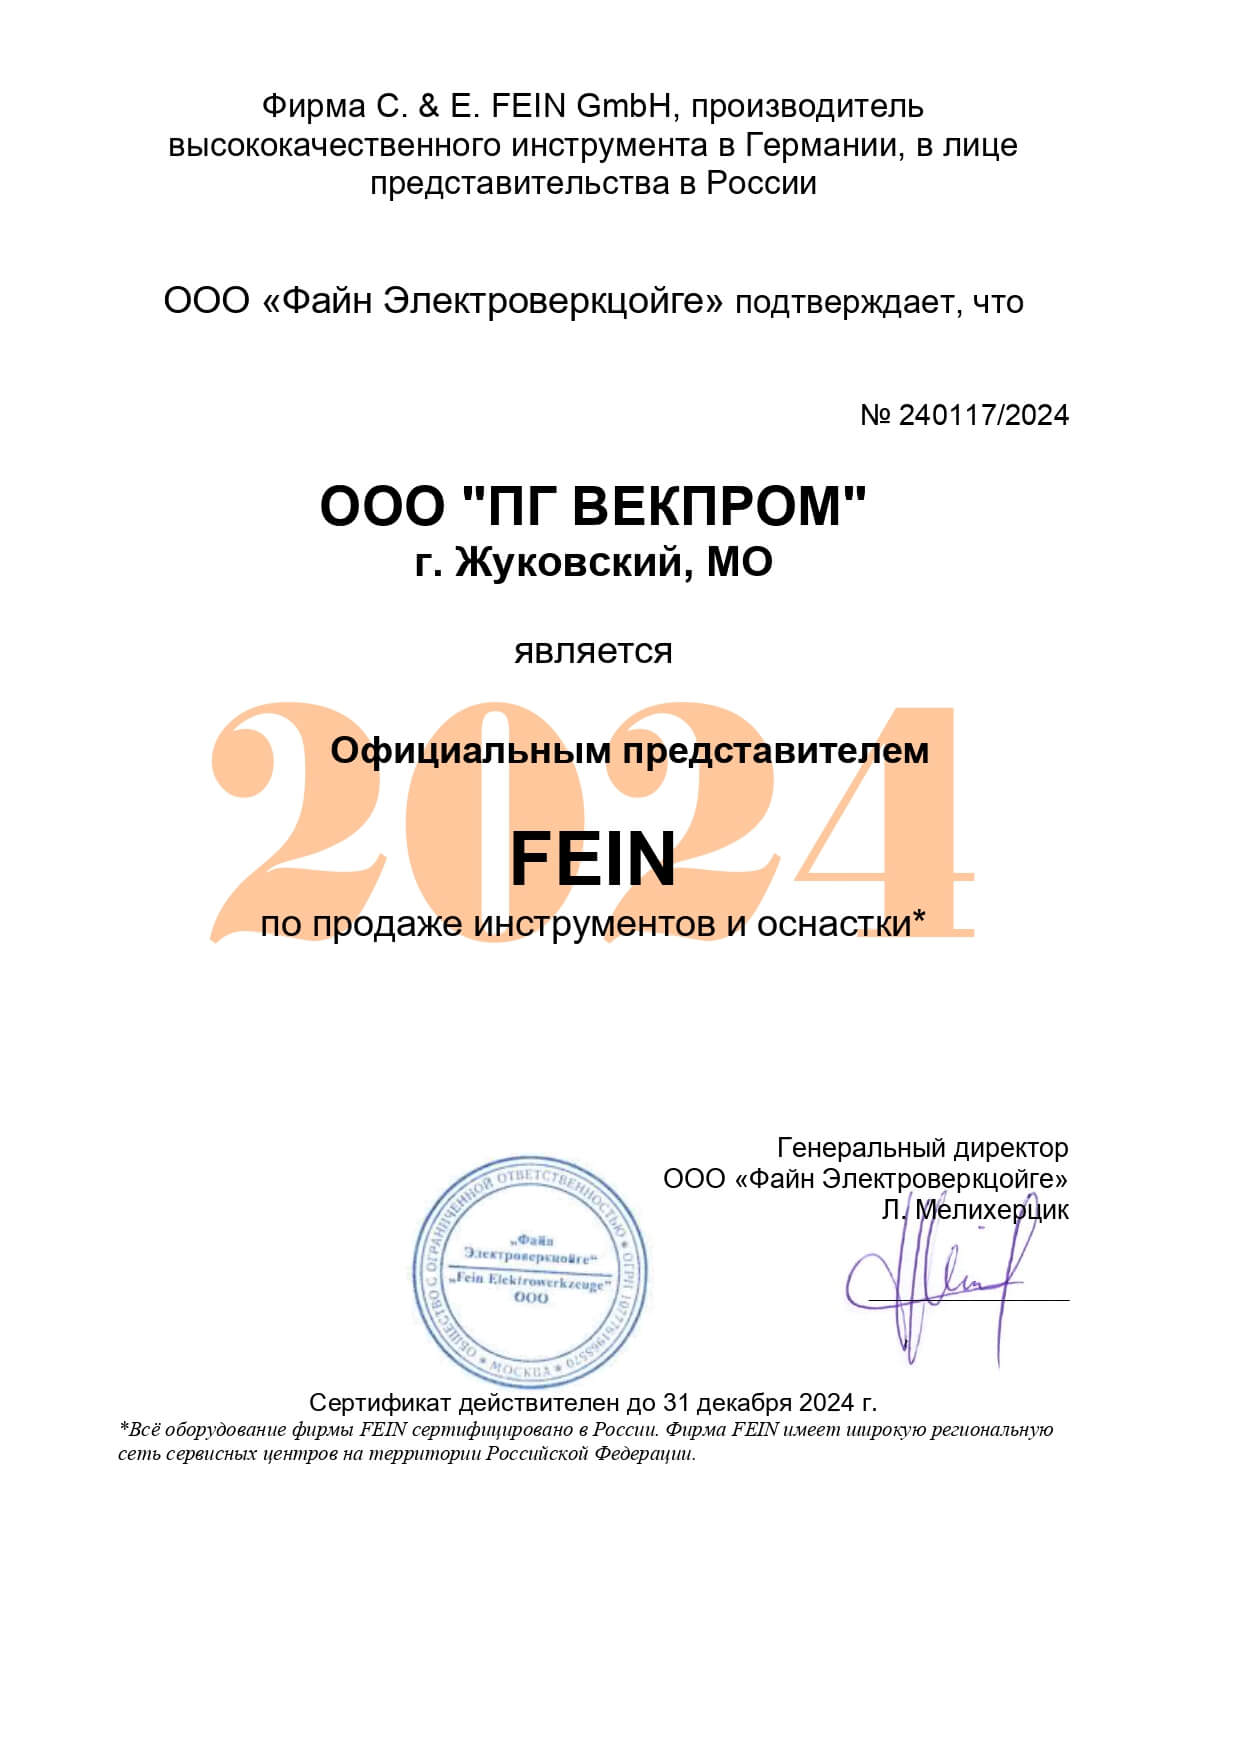 Фирма C. & E. FEIN GmbH, производитель
высококачественного инструмента в Германии, в лице
представительства в России
ООО «Файн Электроверкцойге» подтверждает, что
№ 240117/2024
ООО "ПГ ВЕКПРОМ"
г. Жуковский, МО
является
2024
Официальным представителем
FEIN
по продаже инструментов и оснастки*
Генеральный директор
ООО «Файн Электроверкцойге»
Л. Мелихерцик
ОБЩЕСТВО С ОГРАНИЧЕННОЙ ОТВЕТСТВЕННОСТЬЮ * ОГРН
* МОСКВА *
„Файн
Электроверкцойге“
„Fein Elektrowerkzeuge“
ООО
Сертификат действителен до 31 декабря 2024 г.
*Всё оборудование фирмы FEIN сертифицировано в России. Фирма FEIN имеет широкую региональную
сеть сервисных центров на территории Российской Федерации.